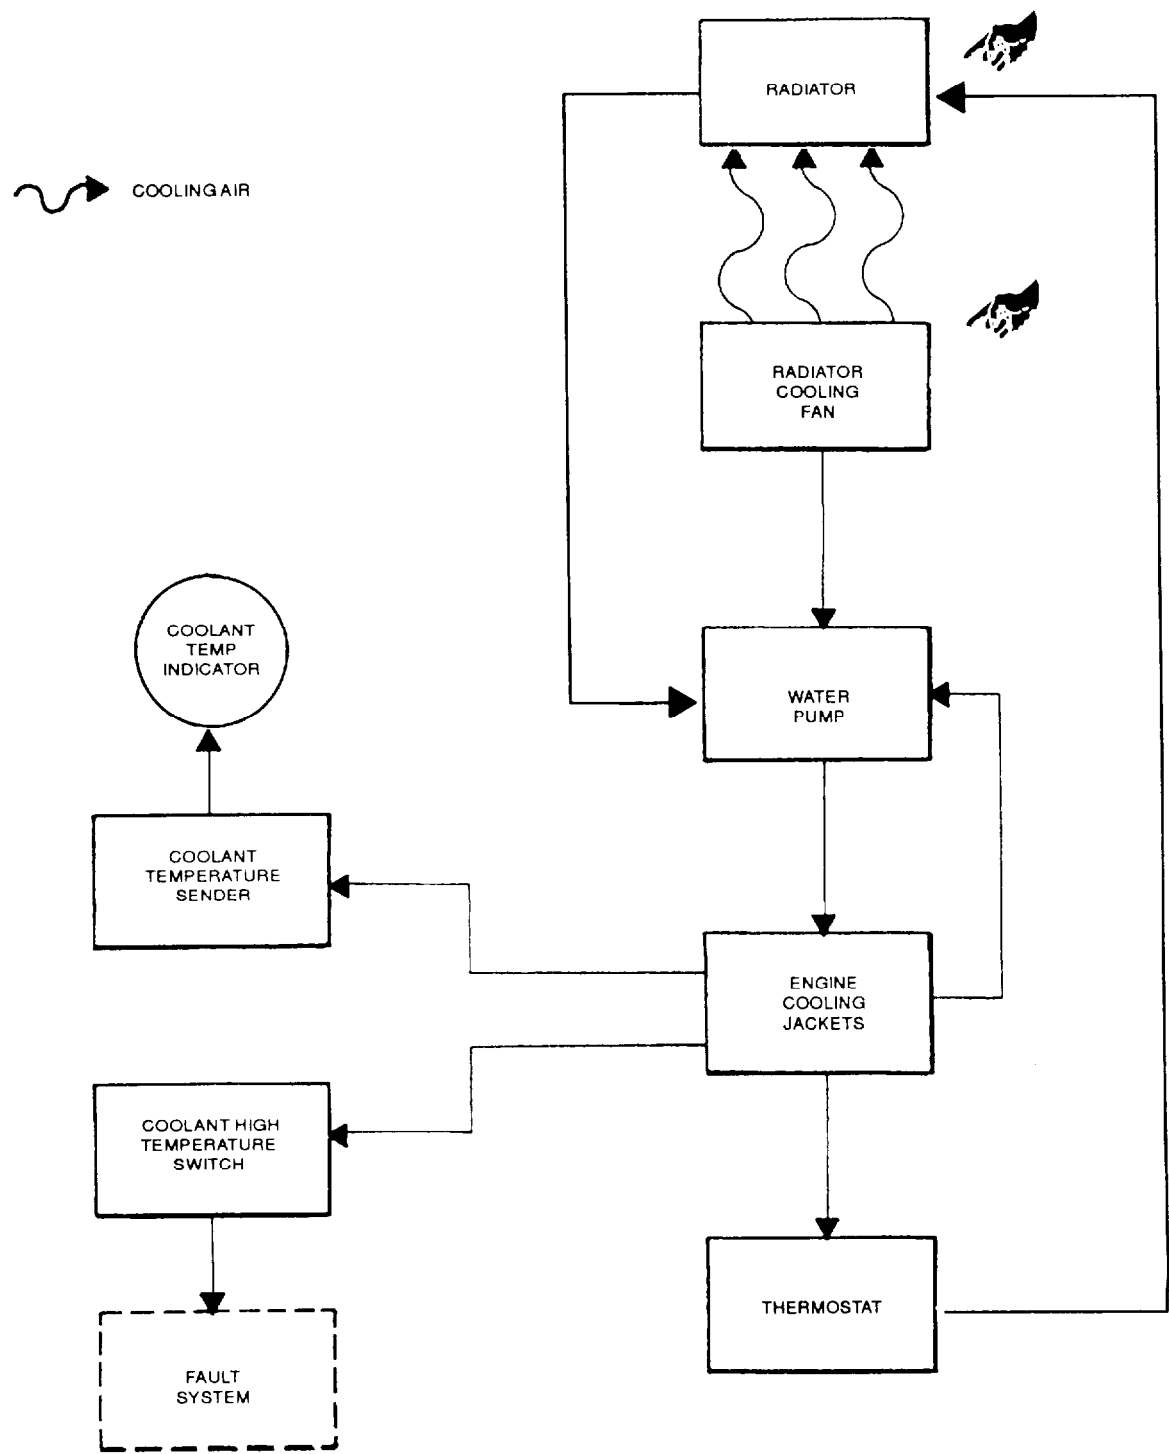 RADIATOR
COOLING AIR
RADIATOR
COOLING
FAN
COOLANT
TEMP
INDICATOR
WATER
PUMP
COOLANT
TEMPERATURE
SENDER
ENGINE
COOLING
JACKETS
COOLANT HIGH
TEMPERATURE
SWITCH
THERMOSTAT
FAULT
SYSTEM